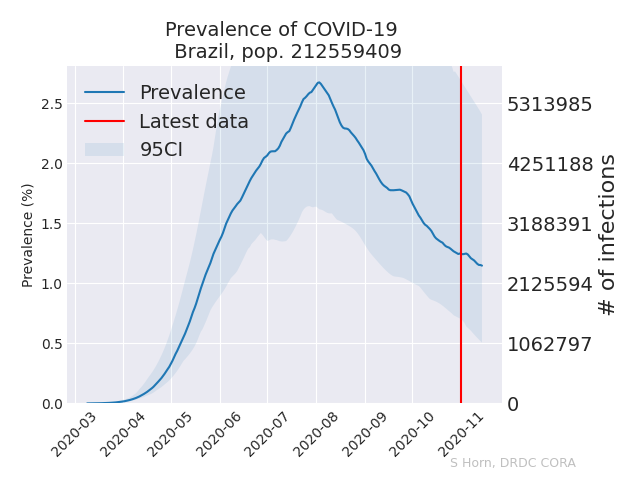 Prevalence of COVID-19
Brazil, pop. 212559409
Prevalence
Latest data
95CI
Prevalence (%)
2.5
2.0
1.5
1.0
0.5
0.0
5313985
4251188
3188391
2125594
1062797
0
# of infections
2020-03
2020-04
2020-05
2020-06
2020-07
2020-08
2020-09
2020-10
2020-11
S Horn, DRDC CORA